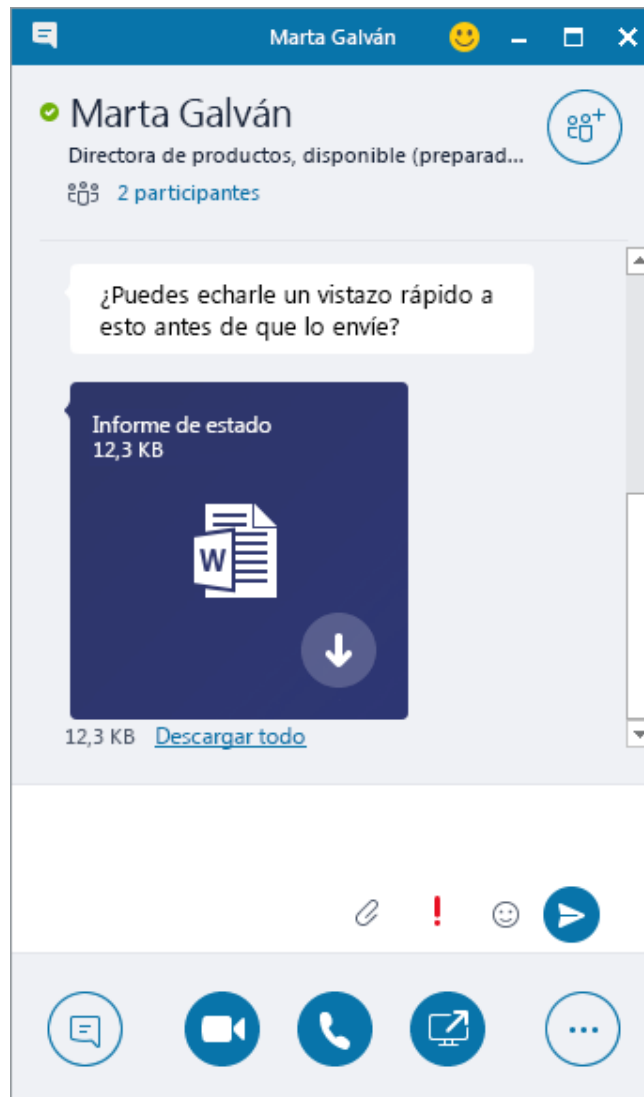 Marta Galván
Marta Galván
Directora de productos, disponible (preparad...
2 participantes
¿Puedes echarle un vistazo rápido a
esto antes de que lo envíe?
Informe de estado
12,3 KB
W
12,3 KB Descargar todo